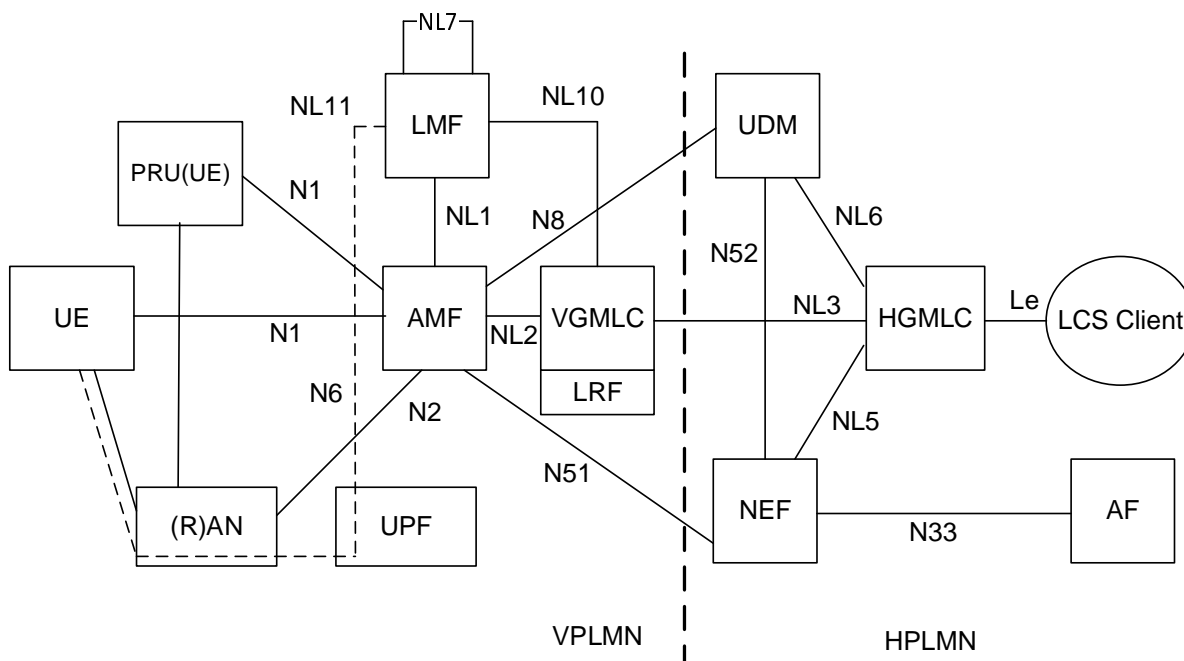 NL7
NL11
LMF
NL10
UDM
PRU(UE)
N1
NL1
N8
NL6
N52
UE
N1
AMF
NL2
VGMLC
NL3
HGMLC
Le
LCS Client
N6
N2
LRF
NL5
N51
(R)AN
UPF
NEF
N33
AF
VPLMN
HPLMN